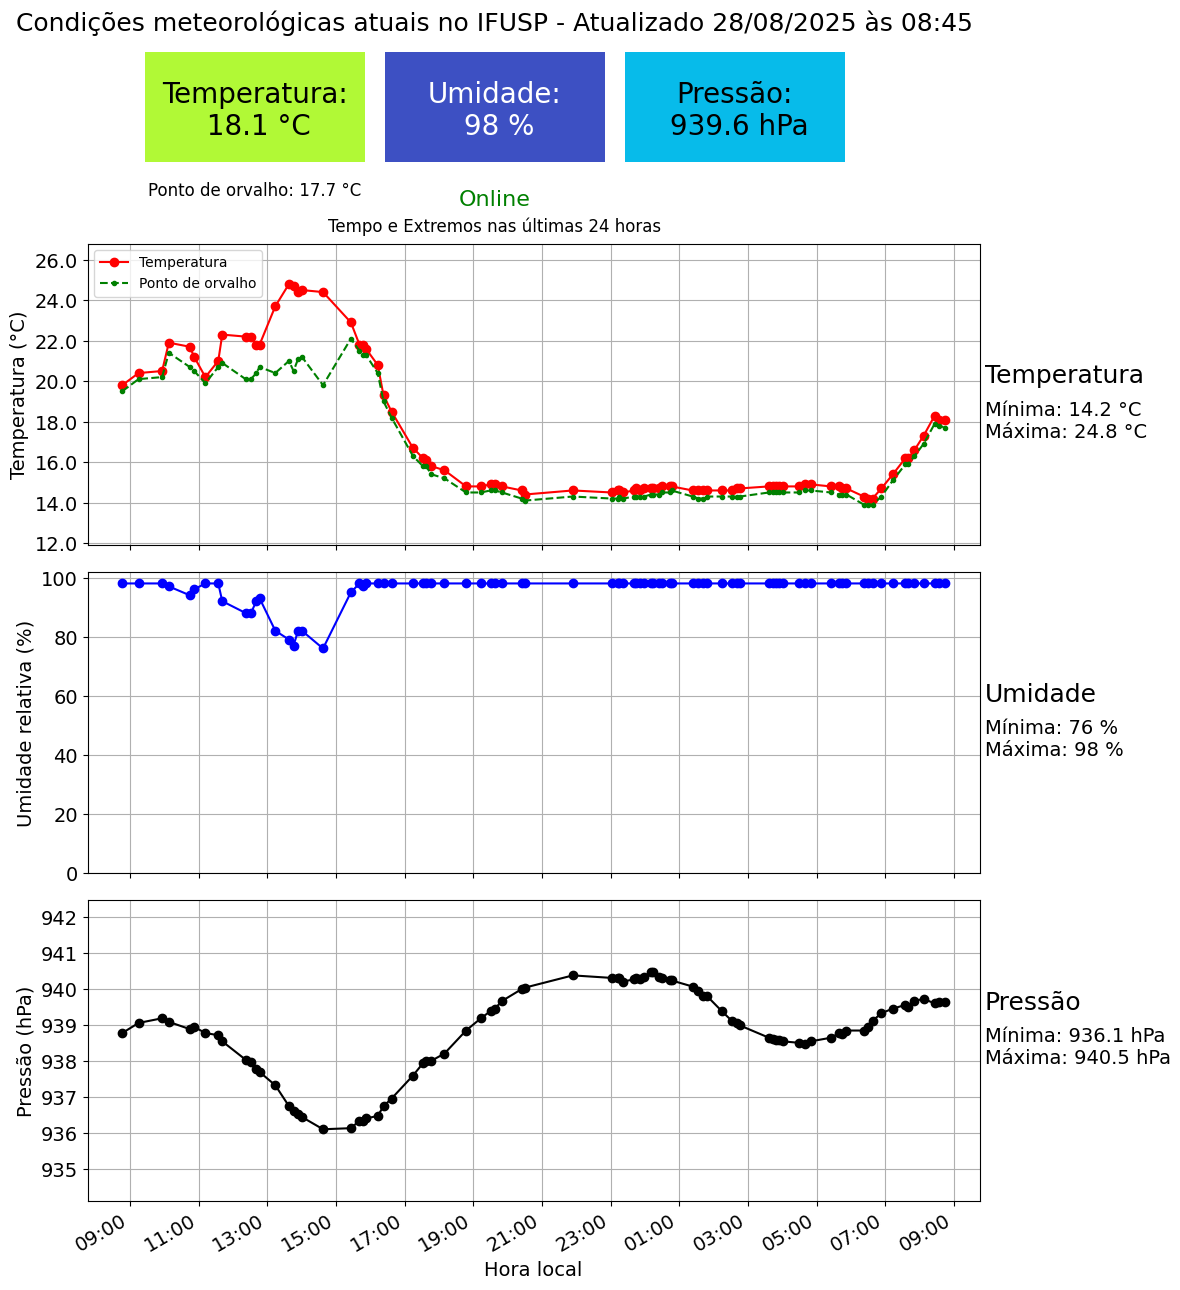 Condições meteorológicas atuais no IFUSP - Atualizado 28/08/2025 às 08:45
Temperatura:
18.1 °C
Umidade:
98 %
Pressão:
939.6 hPa
Ponto de orvalho: 17.7 °C
Online
Tempo e Extremos nas últimas 24 horas
Temperatura
Ponto de orvalho
Temperatura (°C)
26.0
24.0
22.0
20.0
18.0
16.0
14.0
12.0
Temperatura
Mínima: 14.2 °C
Máxima: 24.8 °C
Umidade relativa (%)
100
80
60
40
20
0
Umidade
Mínima: 76 %
Máxima: 98 %
Pressão (hPa)
942
941
940
939
938
937
936
935
Pressão
Mínima: 936.1 hPa
Máxima: 940.5 hPa
09:00
11:00
13:00
15:00
17:00
19:00
21:00
23:00
01:00
03:00
05:00
07:00
09:00
Hora local